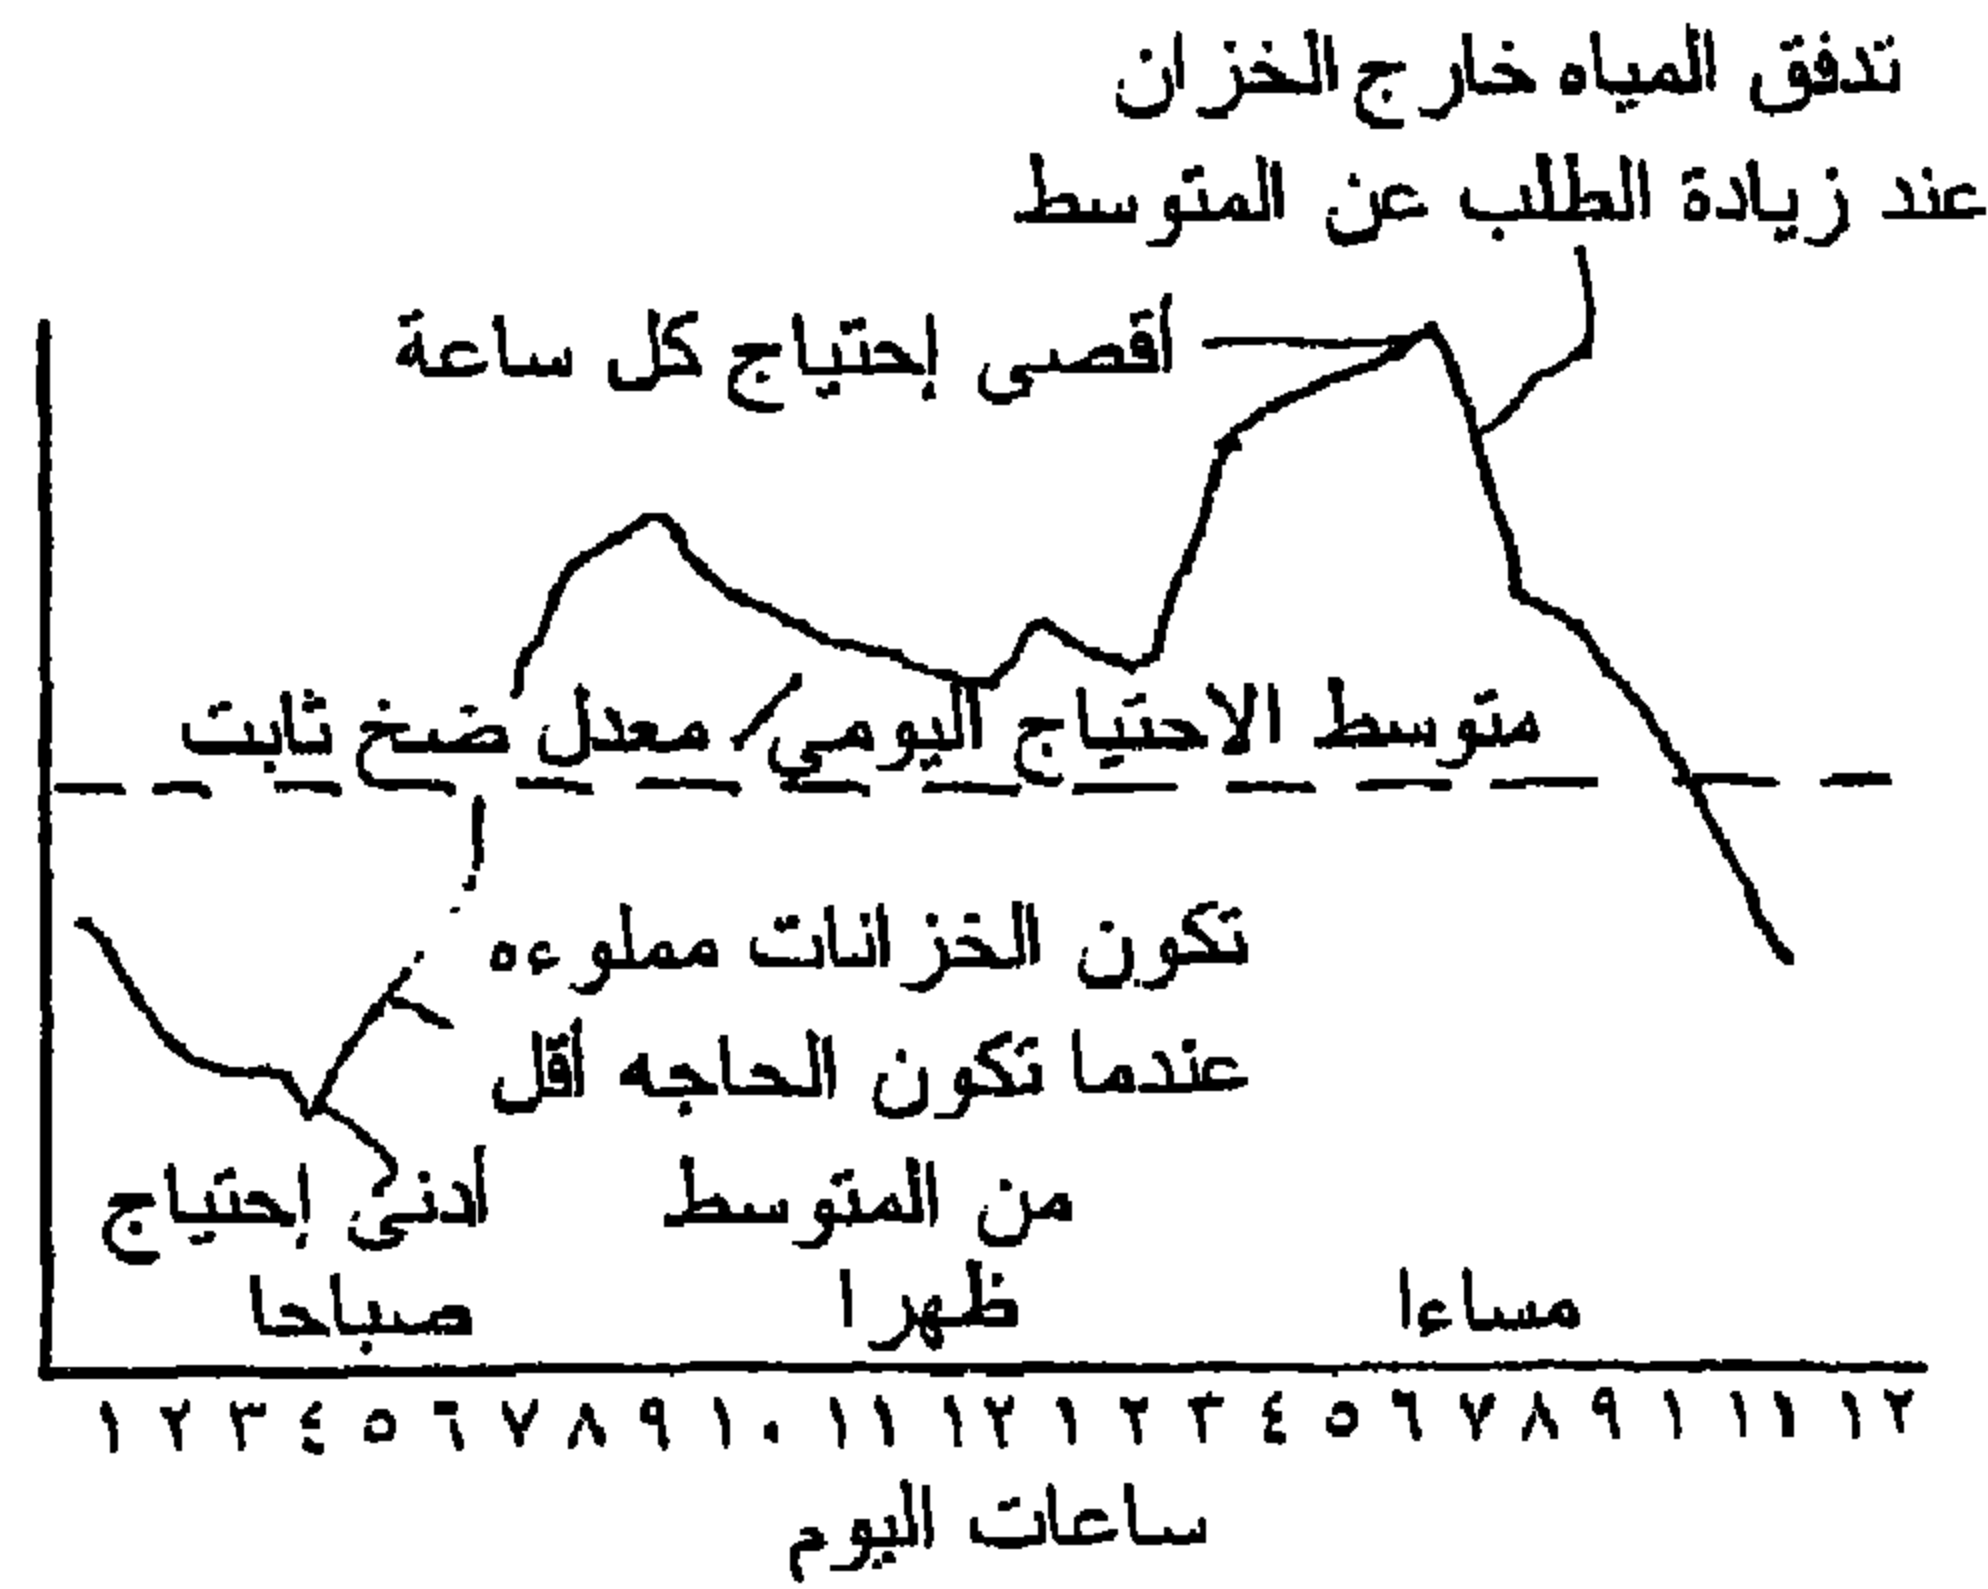 تدفق المياه خارج الخزان
عند زيادة الطلب عن المتوسط
أقصى إحتياج كل ساعة
متوسط الاحتياج اليومي/ معدل ضخ ثابت
تكون الخزانات مملوءه
عندما تكون الحاجه أقل
من المتوسط
أدنى إحتياج
صباحا
ظهرا
مساءا
١ ٢ ٣ ٤ ٥ ٦ ٧ ٨ ٩ ١٠ ١١ ١٢ ١ ٢ ٣ ٤ ٥ ٦ ٧ ٨ ٩ ١ ١١ ١٢
ساعات اليوم